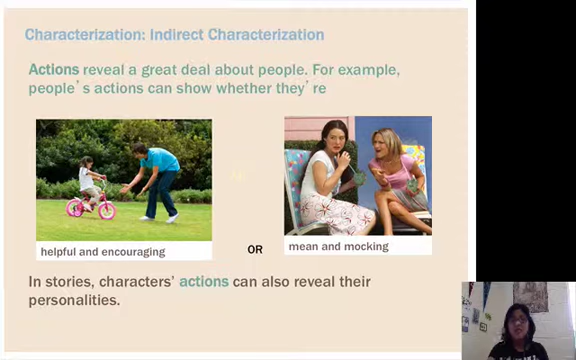 Characterization: Indirect Characterization
Actions reveal a great deal about people. For example,
people's actions can show whether they're
helpful and encouraging
OR
mean and mocking
In stories, characters' actions can also reveal their
personalities.